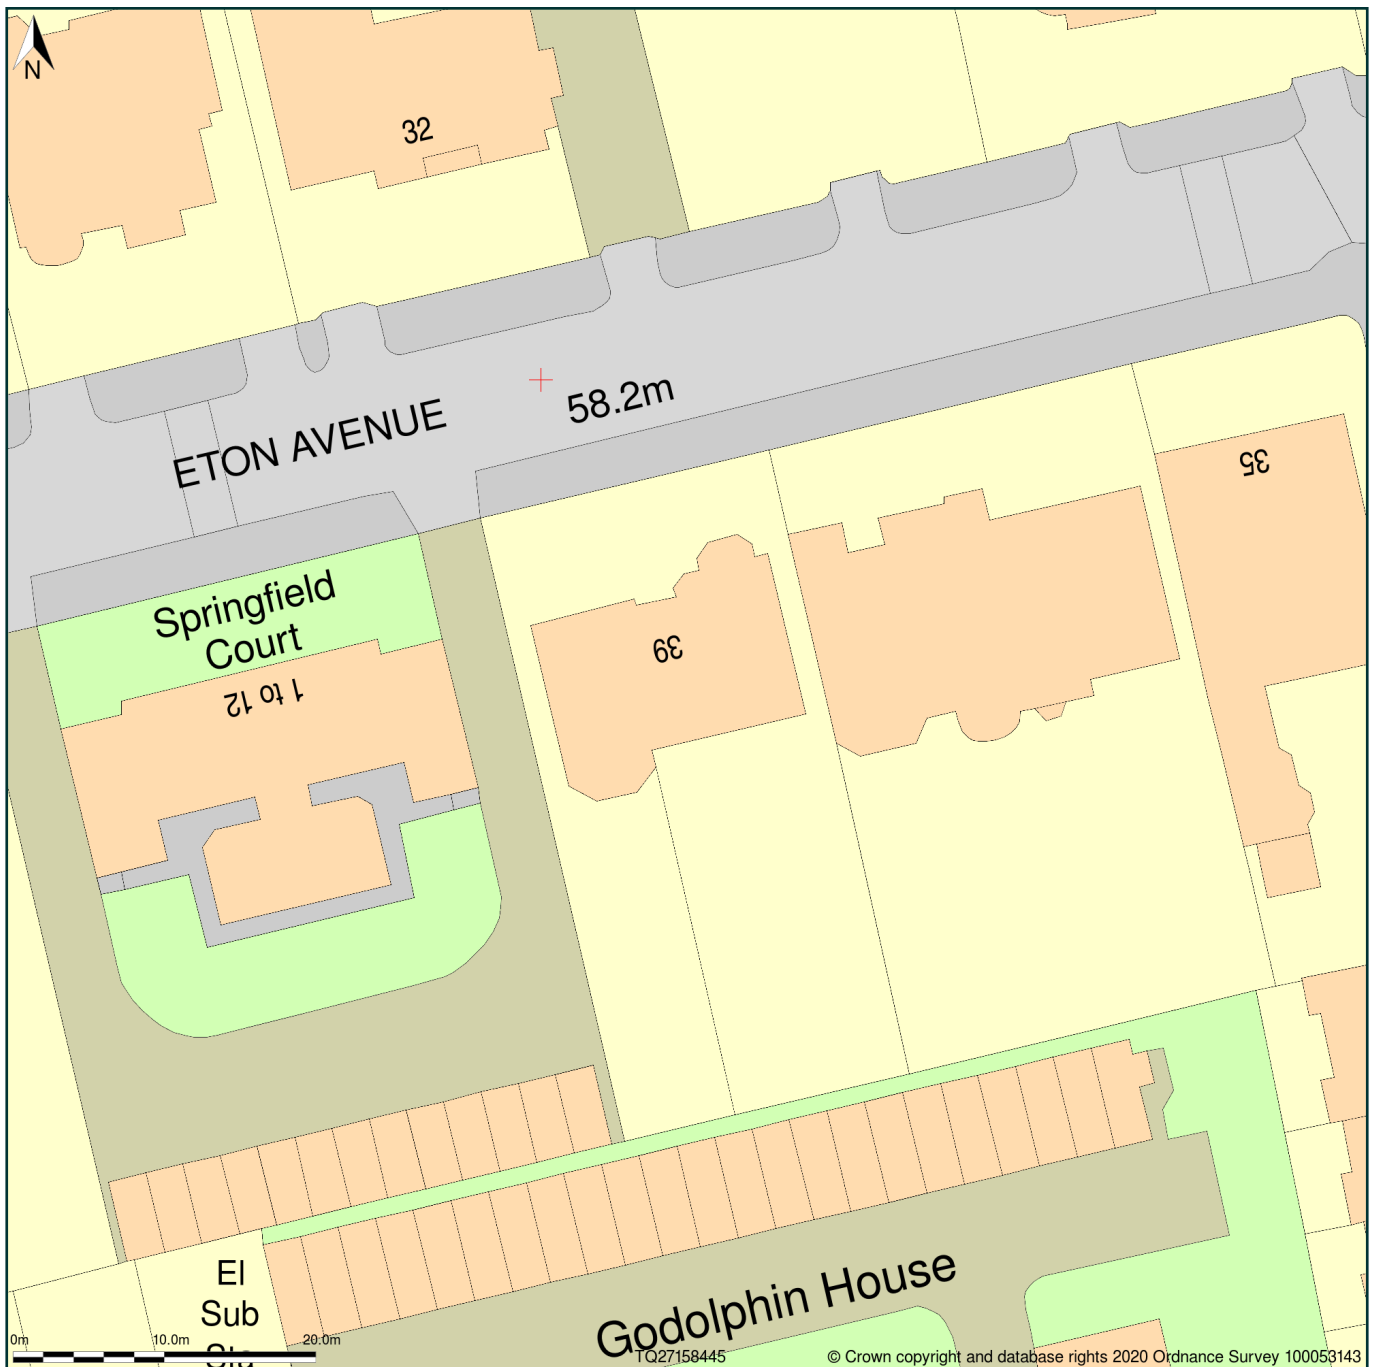 N
32
58.2m
ETON AVENUE
35
Springfield
Court
39
1 to 12
El
Sub
Sta
Godolphin House
0m 10.0m 20.0m
TQ27158445
© Crown copyright and database rights 2020 Ordnance Survey 100053143